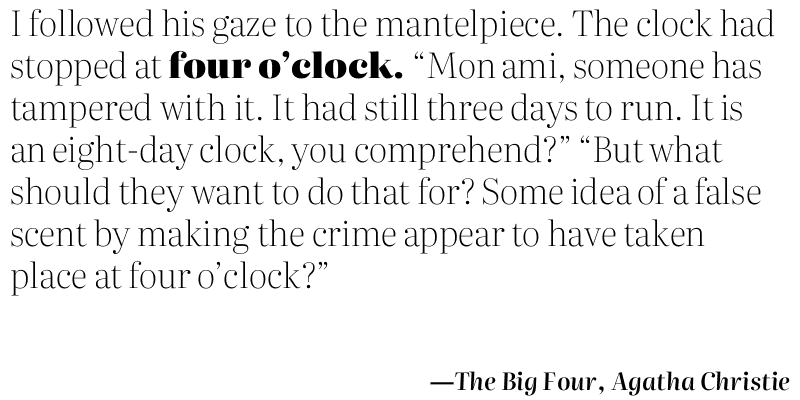 I followed his gaze to the mantelpiece. The clock had
stopped at four o’clock. “Mon ami, someone has
tampered with it. It had still three days to run. It is
an eight-day clock, you comprehend?” “But what
should they want to do that for? Some idea of a false
scent by making the crime appear to have taken
place at four o’clock?”
—The Big Four, Agatha Christie